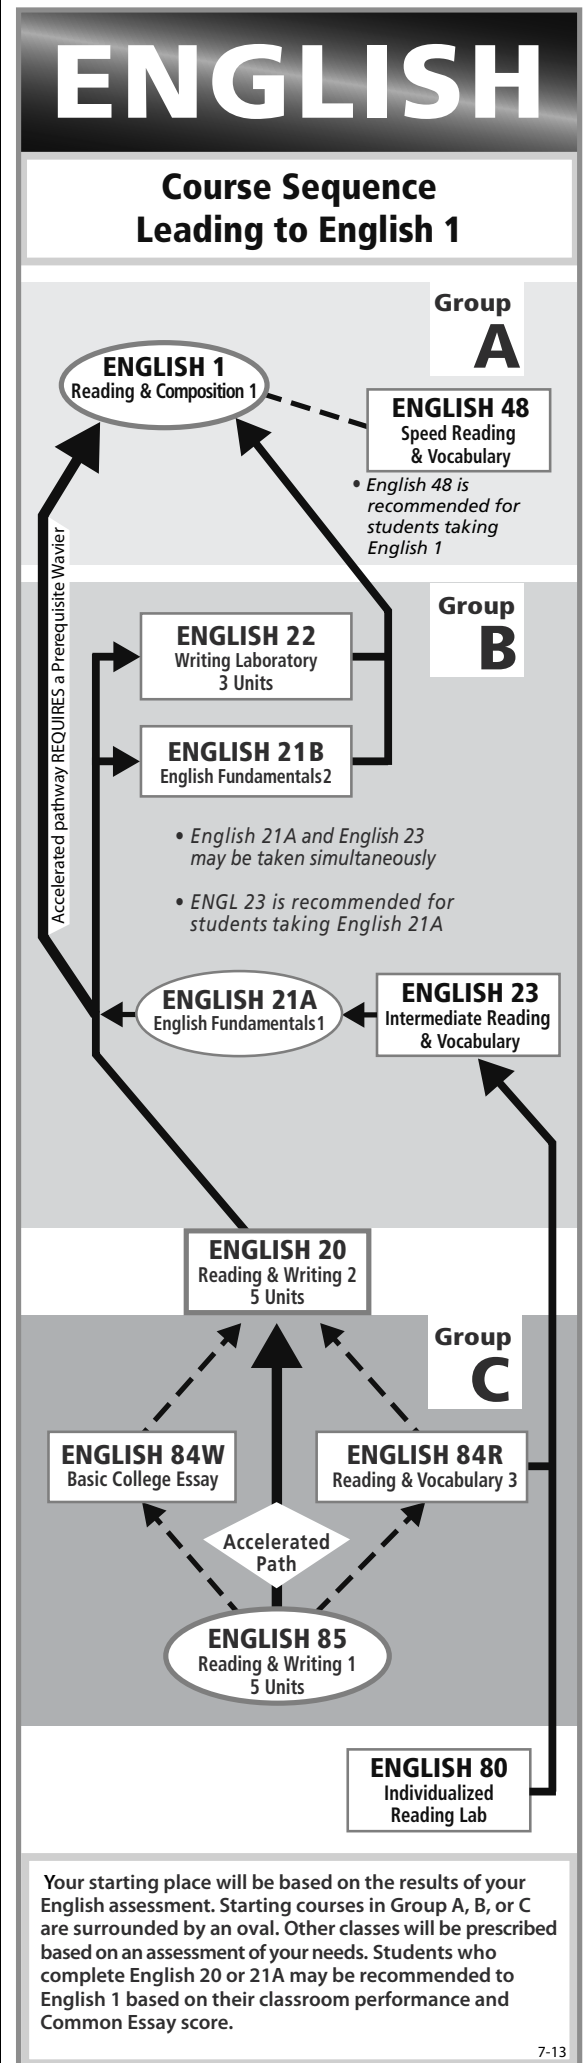 ENGLISH
Course Sequence
Leading to English 1
Group
A
ENGLISH 1
Reading & Composition 1
ENGLISH 48
Speed Reading
& Vocabulary
• English 48 is
recommended for
students taking
English 1
Accelerated pathway REQUIRES a Prerequisite Wavier
Group
B
ENGLISH 22
Writing Laboratory
3 Units
ENGLISH 21B
English Fundamentals2
• English 21A and English 23
may be taken simultaneously
• ENGL 23 is recommended for
students taking English 21A
ENGLISH 21A
English Fundamentals1
ENGLISH 23
Intermediate Reading
& Vocabulary
ENGLISH 20
Reading & Writing 2
5 Units
Group
C
ENGLISH 84W
Basic College Essay
ENGLISH 84R
Reading & Vocabulary 3
Accelerated
Path
ENGLISH 85
Reading & Writing 1
5 Units
ENGLISH 80
Individualized
Reading Lab
Your starting place will be based on the results of your
English assessment. Starting courses in Group A, B, or C
are surrounded by an oval. Other classes will be prescribed
based on an assessment of your needs. Students who
complete English 20 or 21A may be recommended to
English 1 based on their classroom performance and
Common Essay score.
7-13